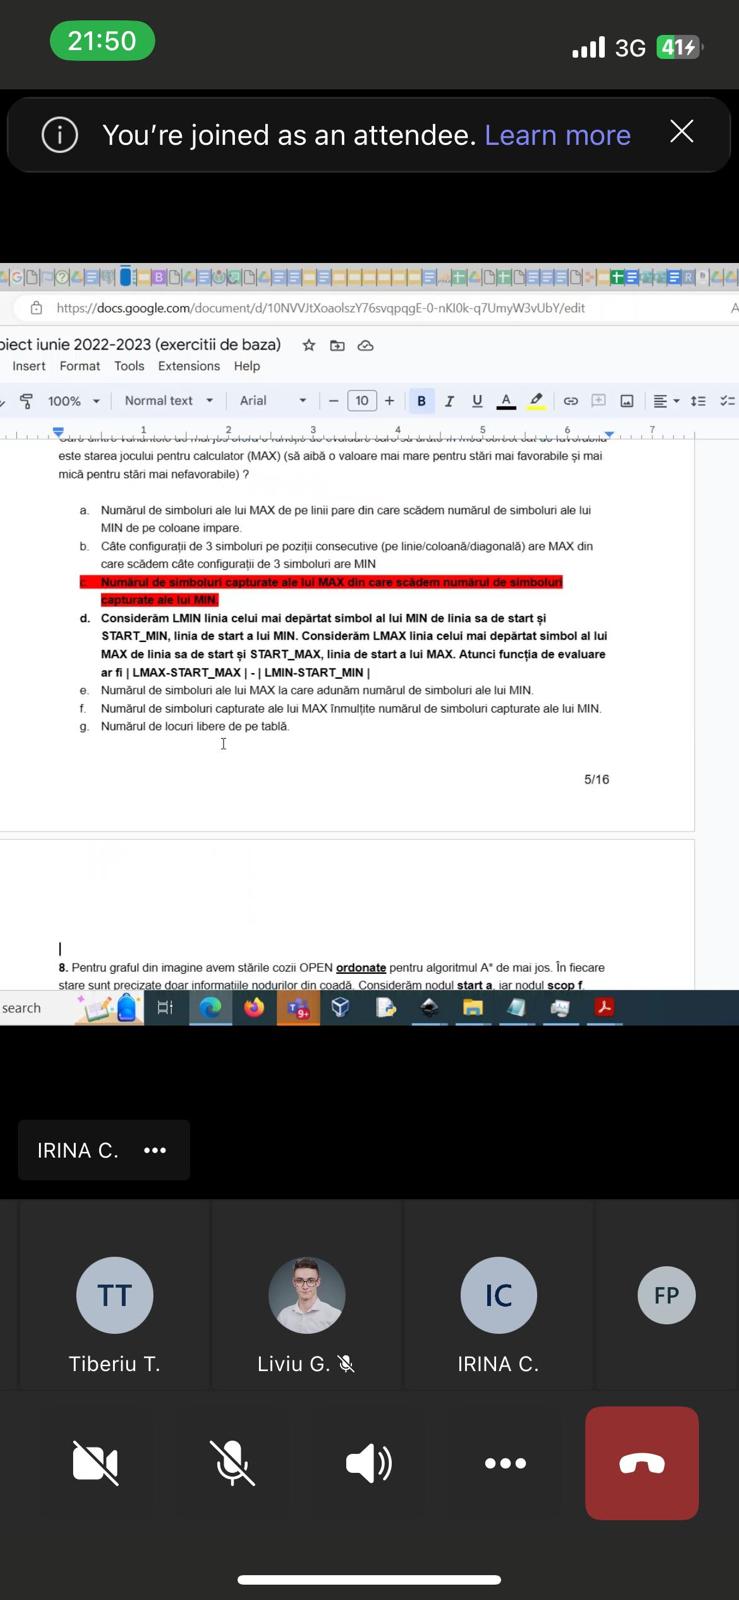 21:50
3G
41
You're joined as an attendee. Learn more
https://docs.google.com/document/d/10NVVJtXoaolszY76svqpqgE-0-nKI0k-q7UmyW3vUbY/edit
oiect iunie 2022-2023 (exercitii de baza)
Insert Format Tools Extensions Help
100% Normal text Arial 10 B I U A
1 2 3 4 5 6 7
este starea jocului pentru calculator (MAX) (să aibă o valoare mai mare pentru stări mai favorabile și mai
mică pentru stări mai nefavorabile) ?
a. Numărul de simboluri ale lui MAX de pe linii pare din care scădem numărul de simboluri ale lui
MIN de pe coloane impare.
b. Câte configurații de 3 simboluri pe poziții consecutive (pe linie/coloană/diagonală) are MAX din
care scădem câte configurații de 3 simboluri are MIN
c. Numărul de simboluri capturate ale lui MAX din care scădem numărul de simboluri
capturate ale lui MIN.
d. Considerăm LMIN linia celui mai depărtat simbol al lui MIN de linia sa de start și
START_MIN, linia de start a lui MIN. Considerăm LMAX linia celui mai depărtat simbol al lui
MAX de linia sa de start și START_MAX, linia de start a lui MAX. Atunci funcția de evaluare
ar fi | LMAX-START_MAX | - | LMIN-START_MIN |
e. Numărul de simboluri ale lui MAX la care adunăm numărul de simboluri ale lui MIN.
f. Numărul de simboluri capturate ale lui MAX înmulțite numărul de simboluri capturate ale lui MIN.
g. Numărul de locuri libere de pe tablă.
5/16
8. Pentru graful din imagine avem stările cozii OPEN ordonate pentru algoritmul A* de mai jos. În fiecare
stare sunt precizate doar informațiile nodurilor din coadă. Considerăm nodul start a, iar nodul scop f.
search
9+
IRINA C.
TT
IC
FP
Tiberiu T.
Liviu G.
IRINA C.